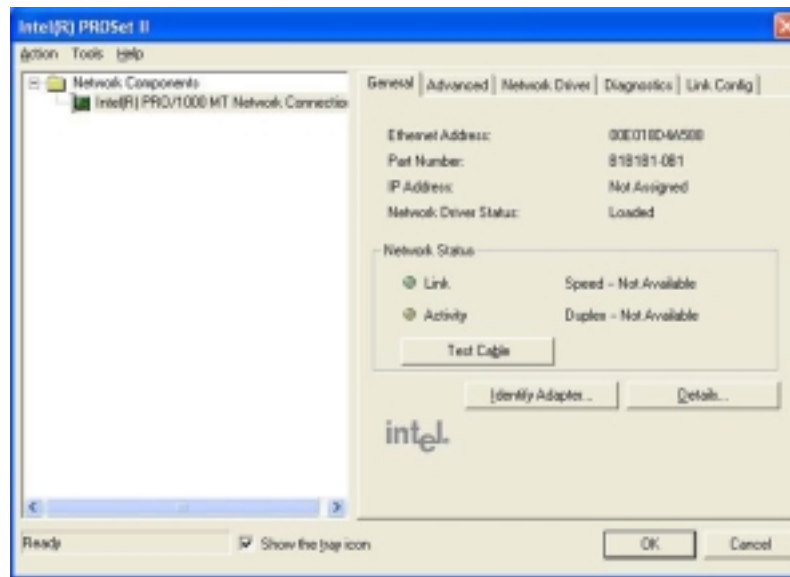 Intel(R) PROSet II
Action Tools Help
Network Components
Intel(R) PRO/1000 MT Network Connection
General Advanced Network Driver Diagnostics Link Config
Ethernet Address:
Part Number:
IP Address: Not Assigned
Network Driver Status: Loaded
Network Status
Link Speed - Not Available
Activity Duplex - Not Available
Test Cable
Identify Adapter... Details...
intel.
Ready Show the tray icon OK Cancel